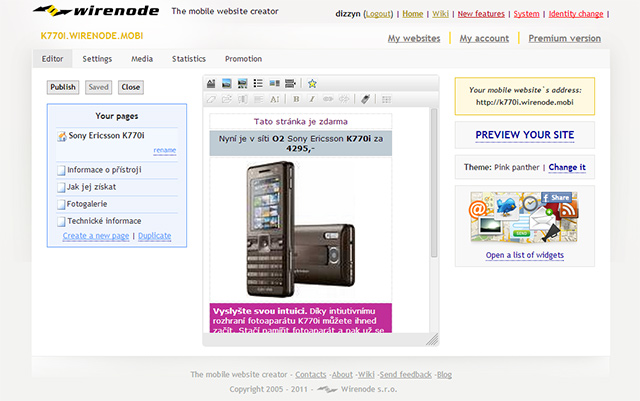 wirenode The mobile website creator dizzyn (Logout) | Home | Wiki | New features | System | Identity change |
K770I.WIRENODE.MOBI My websites | My account | Premium version
Editor Settings Media Statistics Promotion
Publish Saved Close
Your pages
Sony Ericsson K770i
rename
Informace o přístroji
Jak jej získat
Fotogalerie
Technické informace
Create a new page | Duplicate
Tato stránka je zdarma
Nyní je v síti O2 Sony Ericsson K770i za
4295,-
Vyslyšte svou intuici. Díky intiutivnímu
rozhraní fotoaparátu K770i můžete ihned
začít. Stačí namířit fotoaparát a pak už se
Your mobile website`s address:
http://k770i.wirenode.mobi
PREVIEW YOUR SITE
Theme: Pink panther | Change it
Share
SEND
Open a list of widgets
The mobile website creator - Contacts -About -Wiki -Send feedback -Blog
Copyright 2005 - 2011 - Wirenode s.r.o.